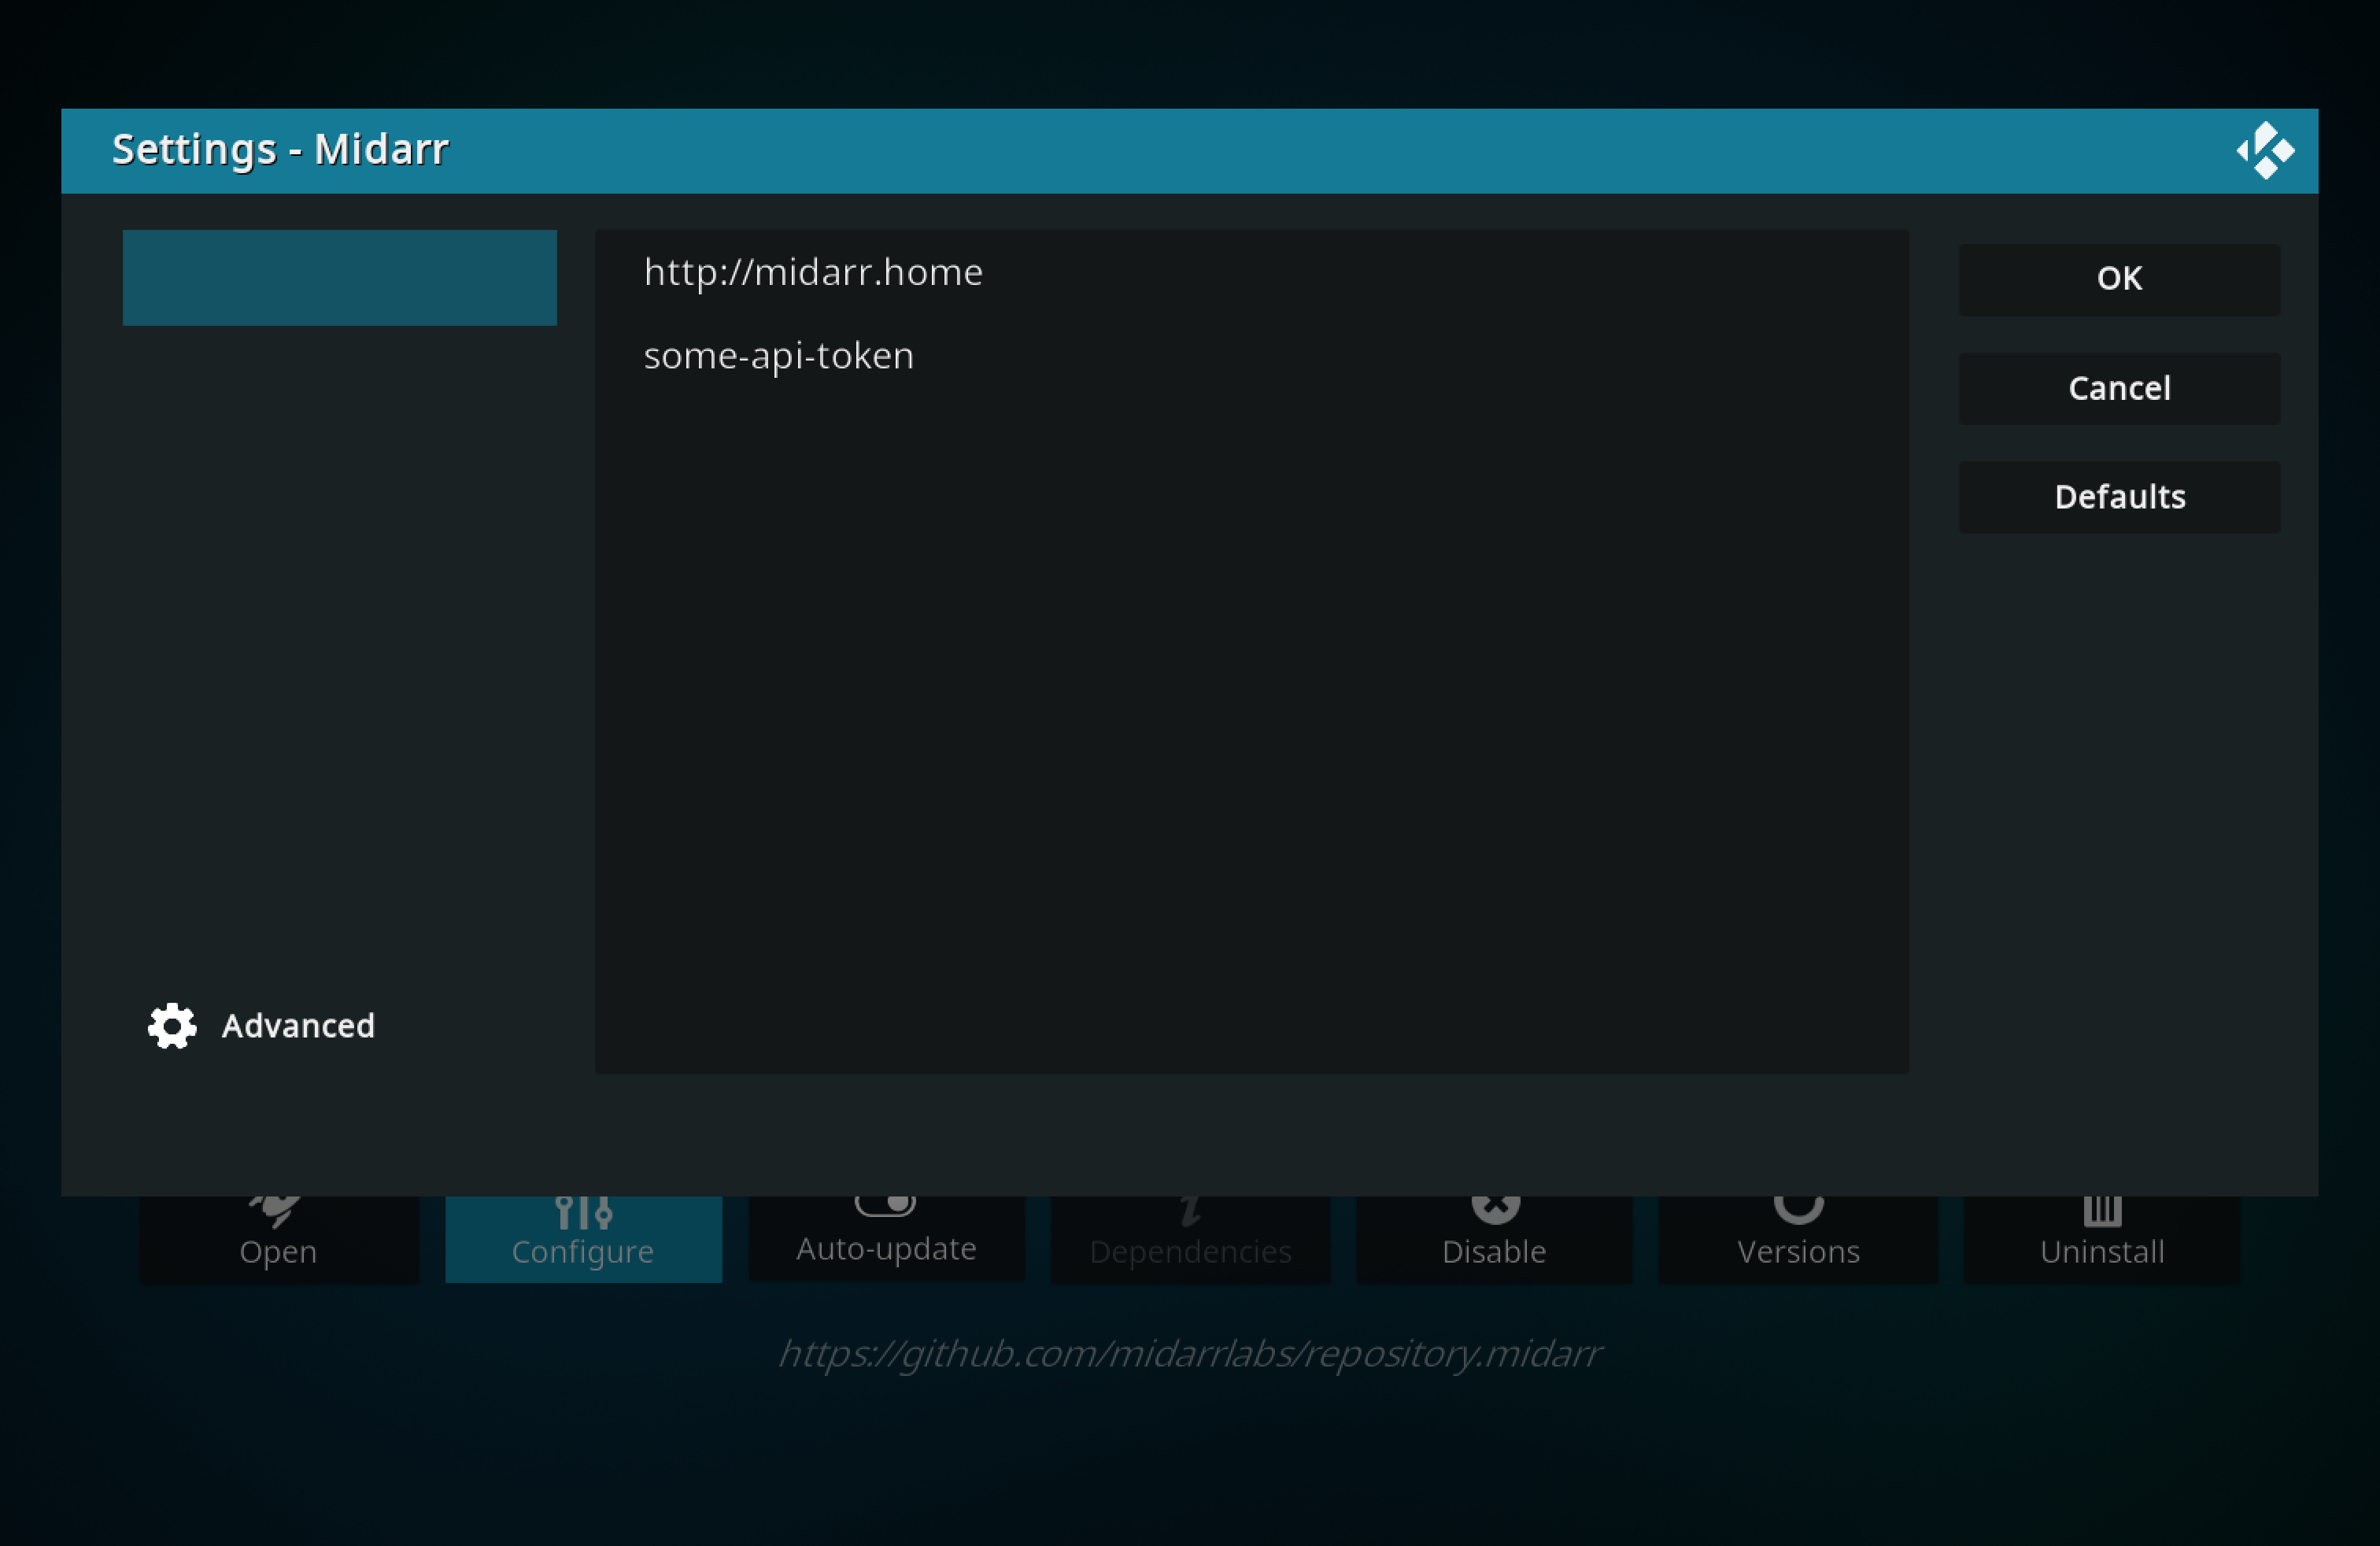 Settings - Midarr
http://midarr.home
some-api-token
OK
Cancel
Defaults
Advanced
Open
Configure
Auto-update
Dependencies
Disable
Versions
Uninstall
https://github.com/midarrlabs/repository.midarr